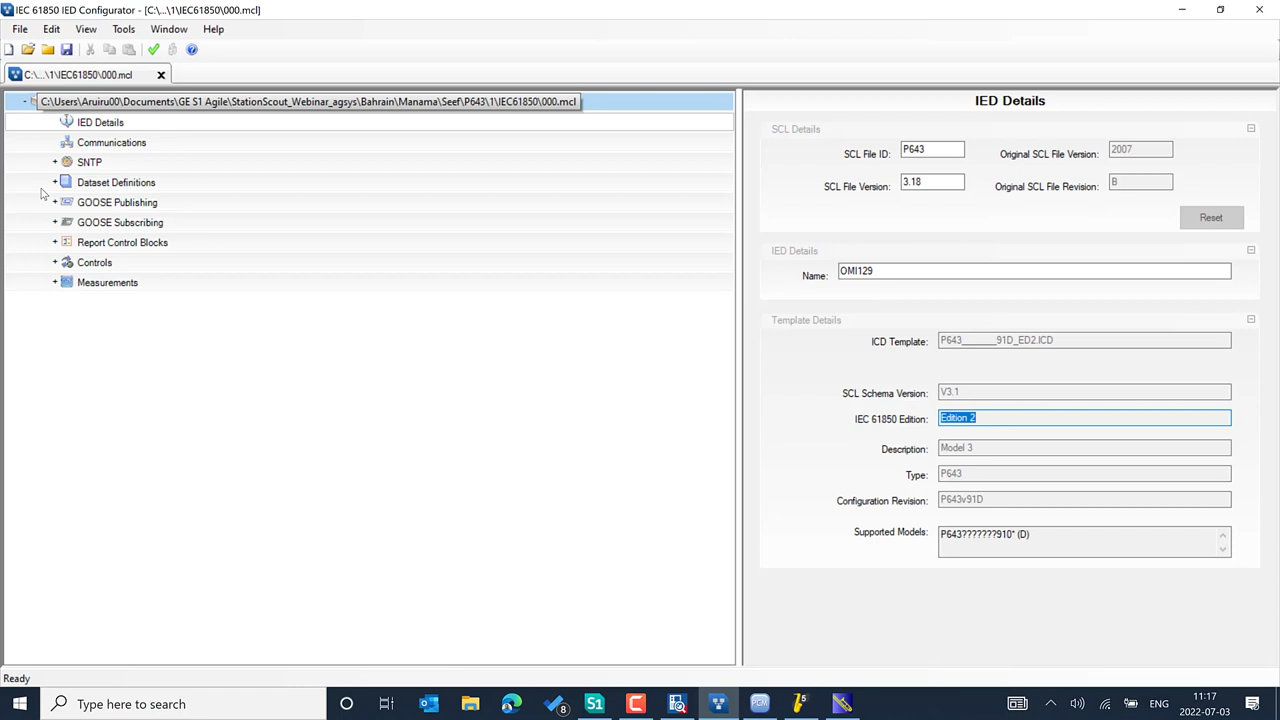 IEC 61850 IED Configurator - [C:\...\1\IEC61850\000.mcl]
File Edit View Tools Window Help
C:\...\1\IEC61850\000.mcl
C:\Users\Aruiru00\Documents\GE S1 Agile\StationScout_Webinar_agsys\Bahrain\Manama\Seef\P643\1\IEC61850\000.mcl
IED Details
Communications
SNTP
Dataset Definitions
GOOSE Publishing
GOOSE Subscribing
Report Control Blocks
Controls
Measurements
IED Details
SCL Details
SCL File ID: P643 Original SCL File Version: 2007
SCL File Version: 3.18 Original SCL File Revision: B
Reset
IED Details
Name: OMI129
Template Details
ICD Template: P643_______91D_ED2.ICD
SCL Schema Version: V3.1
IEC 61850 Edition: Edition 2
Description: Model 3
Type: P643
Configuration Revision: P643v91D
Supported Models: P643???????910* (D)
Ready
Type here to search
8
S1
PCM
5
ENG
11:17
2022-07-03